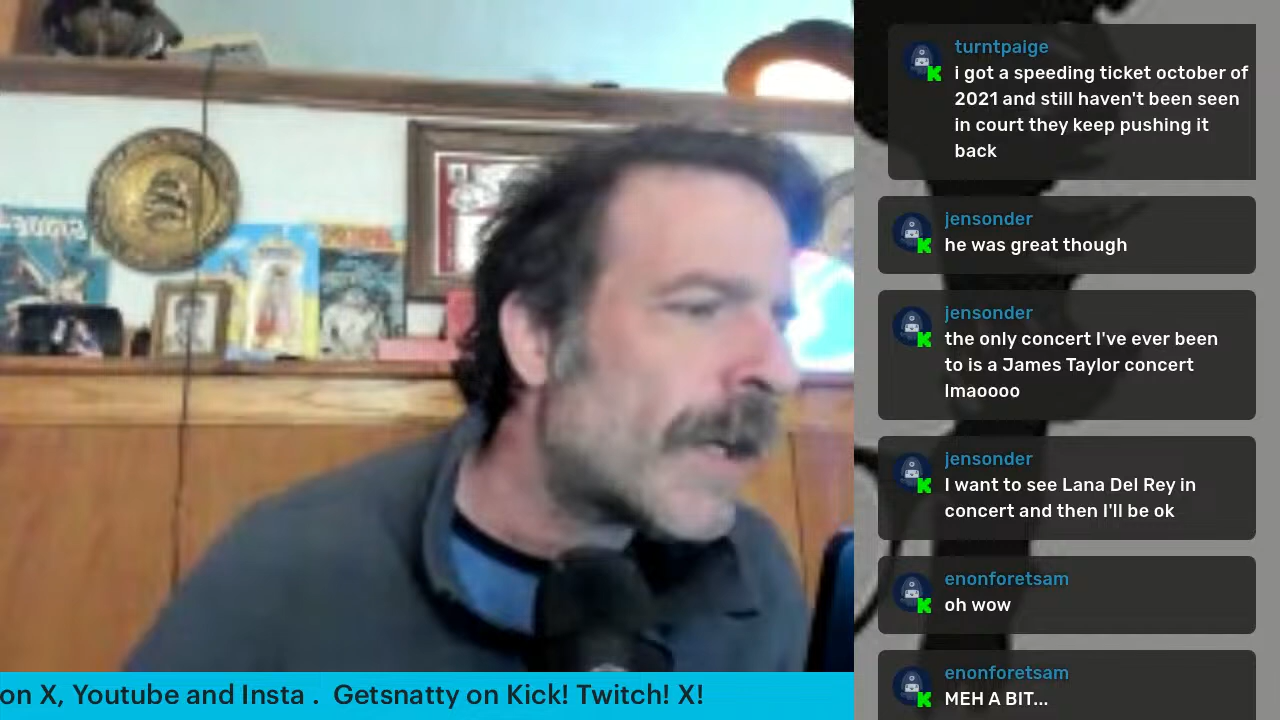 turntpaige
i got a speeding ticket october of
2021 and still haven't been seen
in court they keep pushing it
back
jensonder
he was great though
jensonder
the only concert I've ever been
to is a James Taylor concert
lmaoooo
jensonder
I want to see Lana Del Rey in
concert and then I'll be ok
enonforetsam
oh wow
enonforetsam
MEH A BIT...
on X, Youtube and Insta . Getsnatty on Kick! Twitch! X!